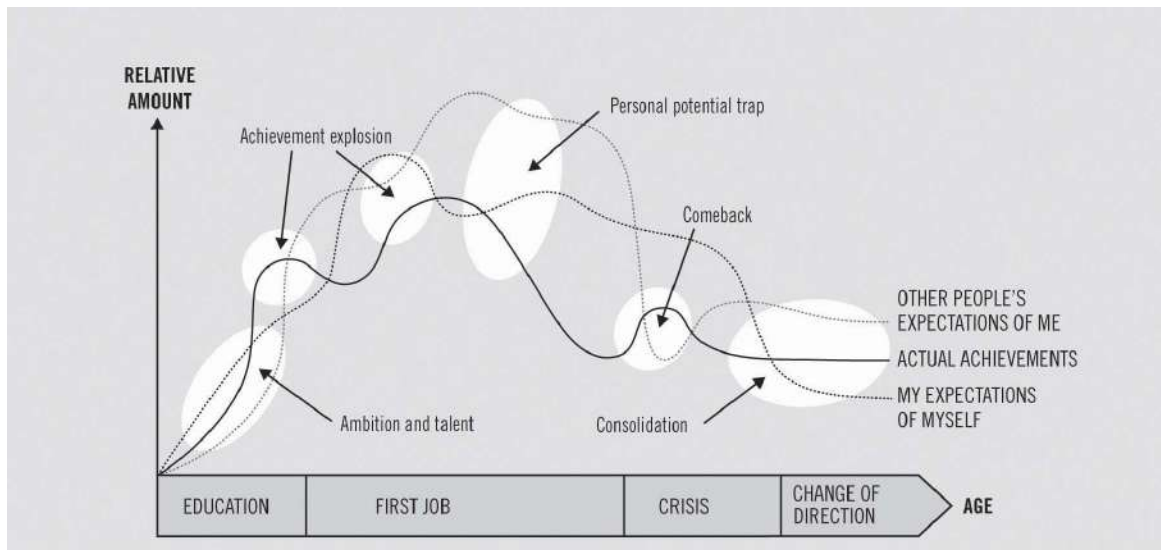 RELATIVE
AMOUNT
Achievement explosion
Personal potential trap
Comeback
OTHER PEOPLE'S
EXPECTATIONS OF ME
ACTUAL ACHIEVEMENTS
MY EXPECTATIONS
OF MYSELF
Ambition and talent
Consolidation
EDUCATION
FIRST JOB
CRISIS
CHANGE OF
DIRECTION
AGE